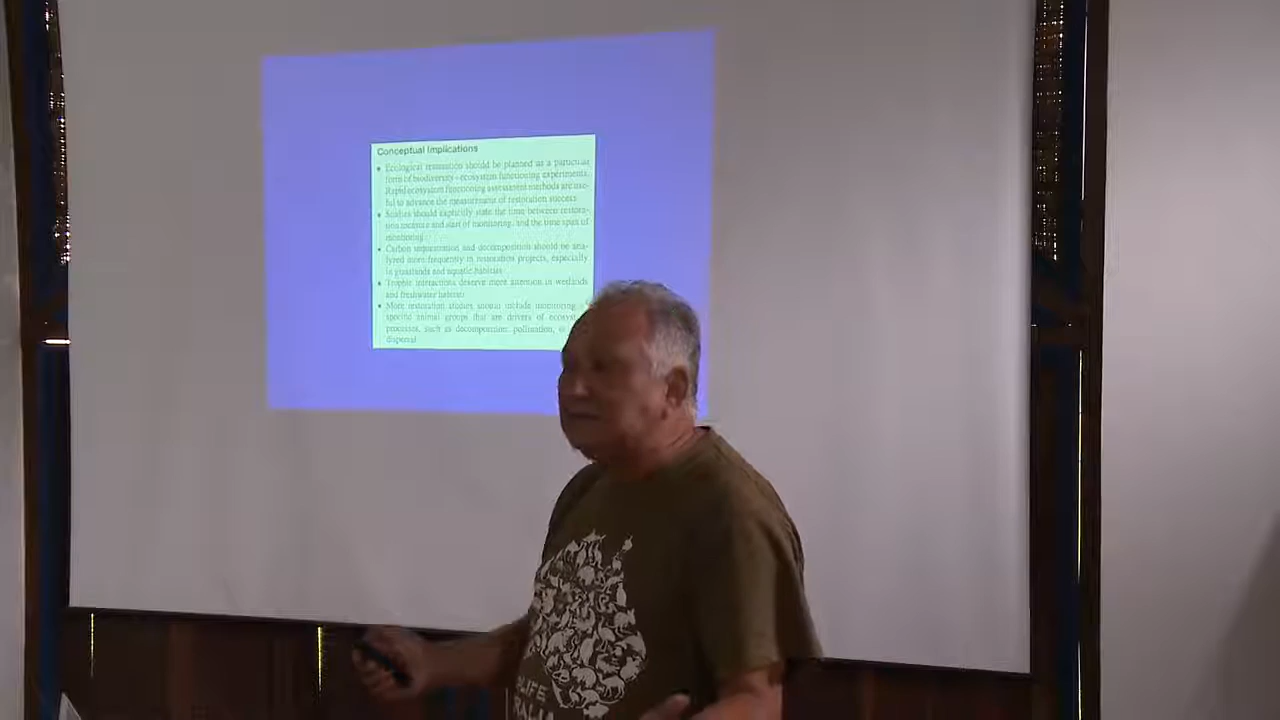 Conceptual Implications
• Ecological restoration should be planned as a particular
form of biodiversity - ecosystem functioning experiments.
Rapid ecosystem functioning assessment methods are use-
ful to advance the measurement of restoration success.
• Studies should explicitly state the time between restora-
tion measure and start of monitoring, and the time span of
monitoring.
• Carbon sequestration and decomposition should be ana-
lyzed more frequently in restoration projects, especially
in grasslands and aquatic habitats
• Trophic interactions deserve more attention in wetlands
and freshwater habitats
• More restoration studies should include monitoring
specific animal groups that are drivers of
processes, such as decomposition, pollination,
dispersal